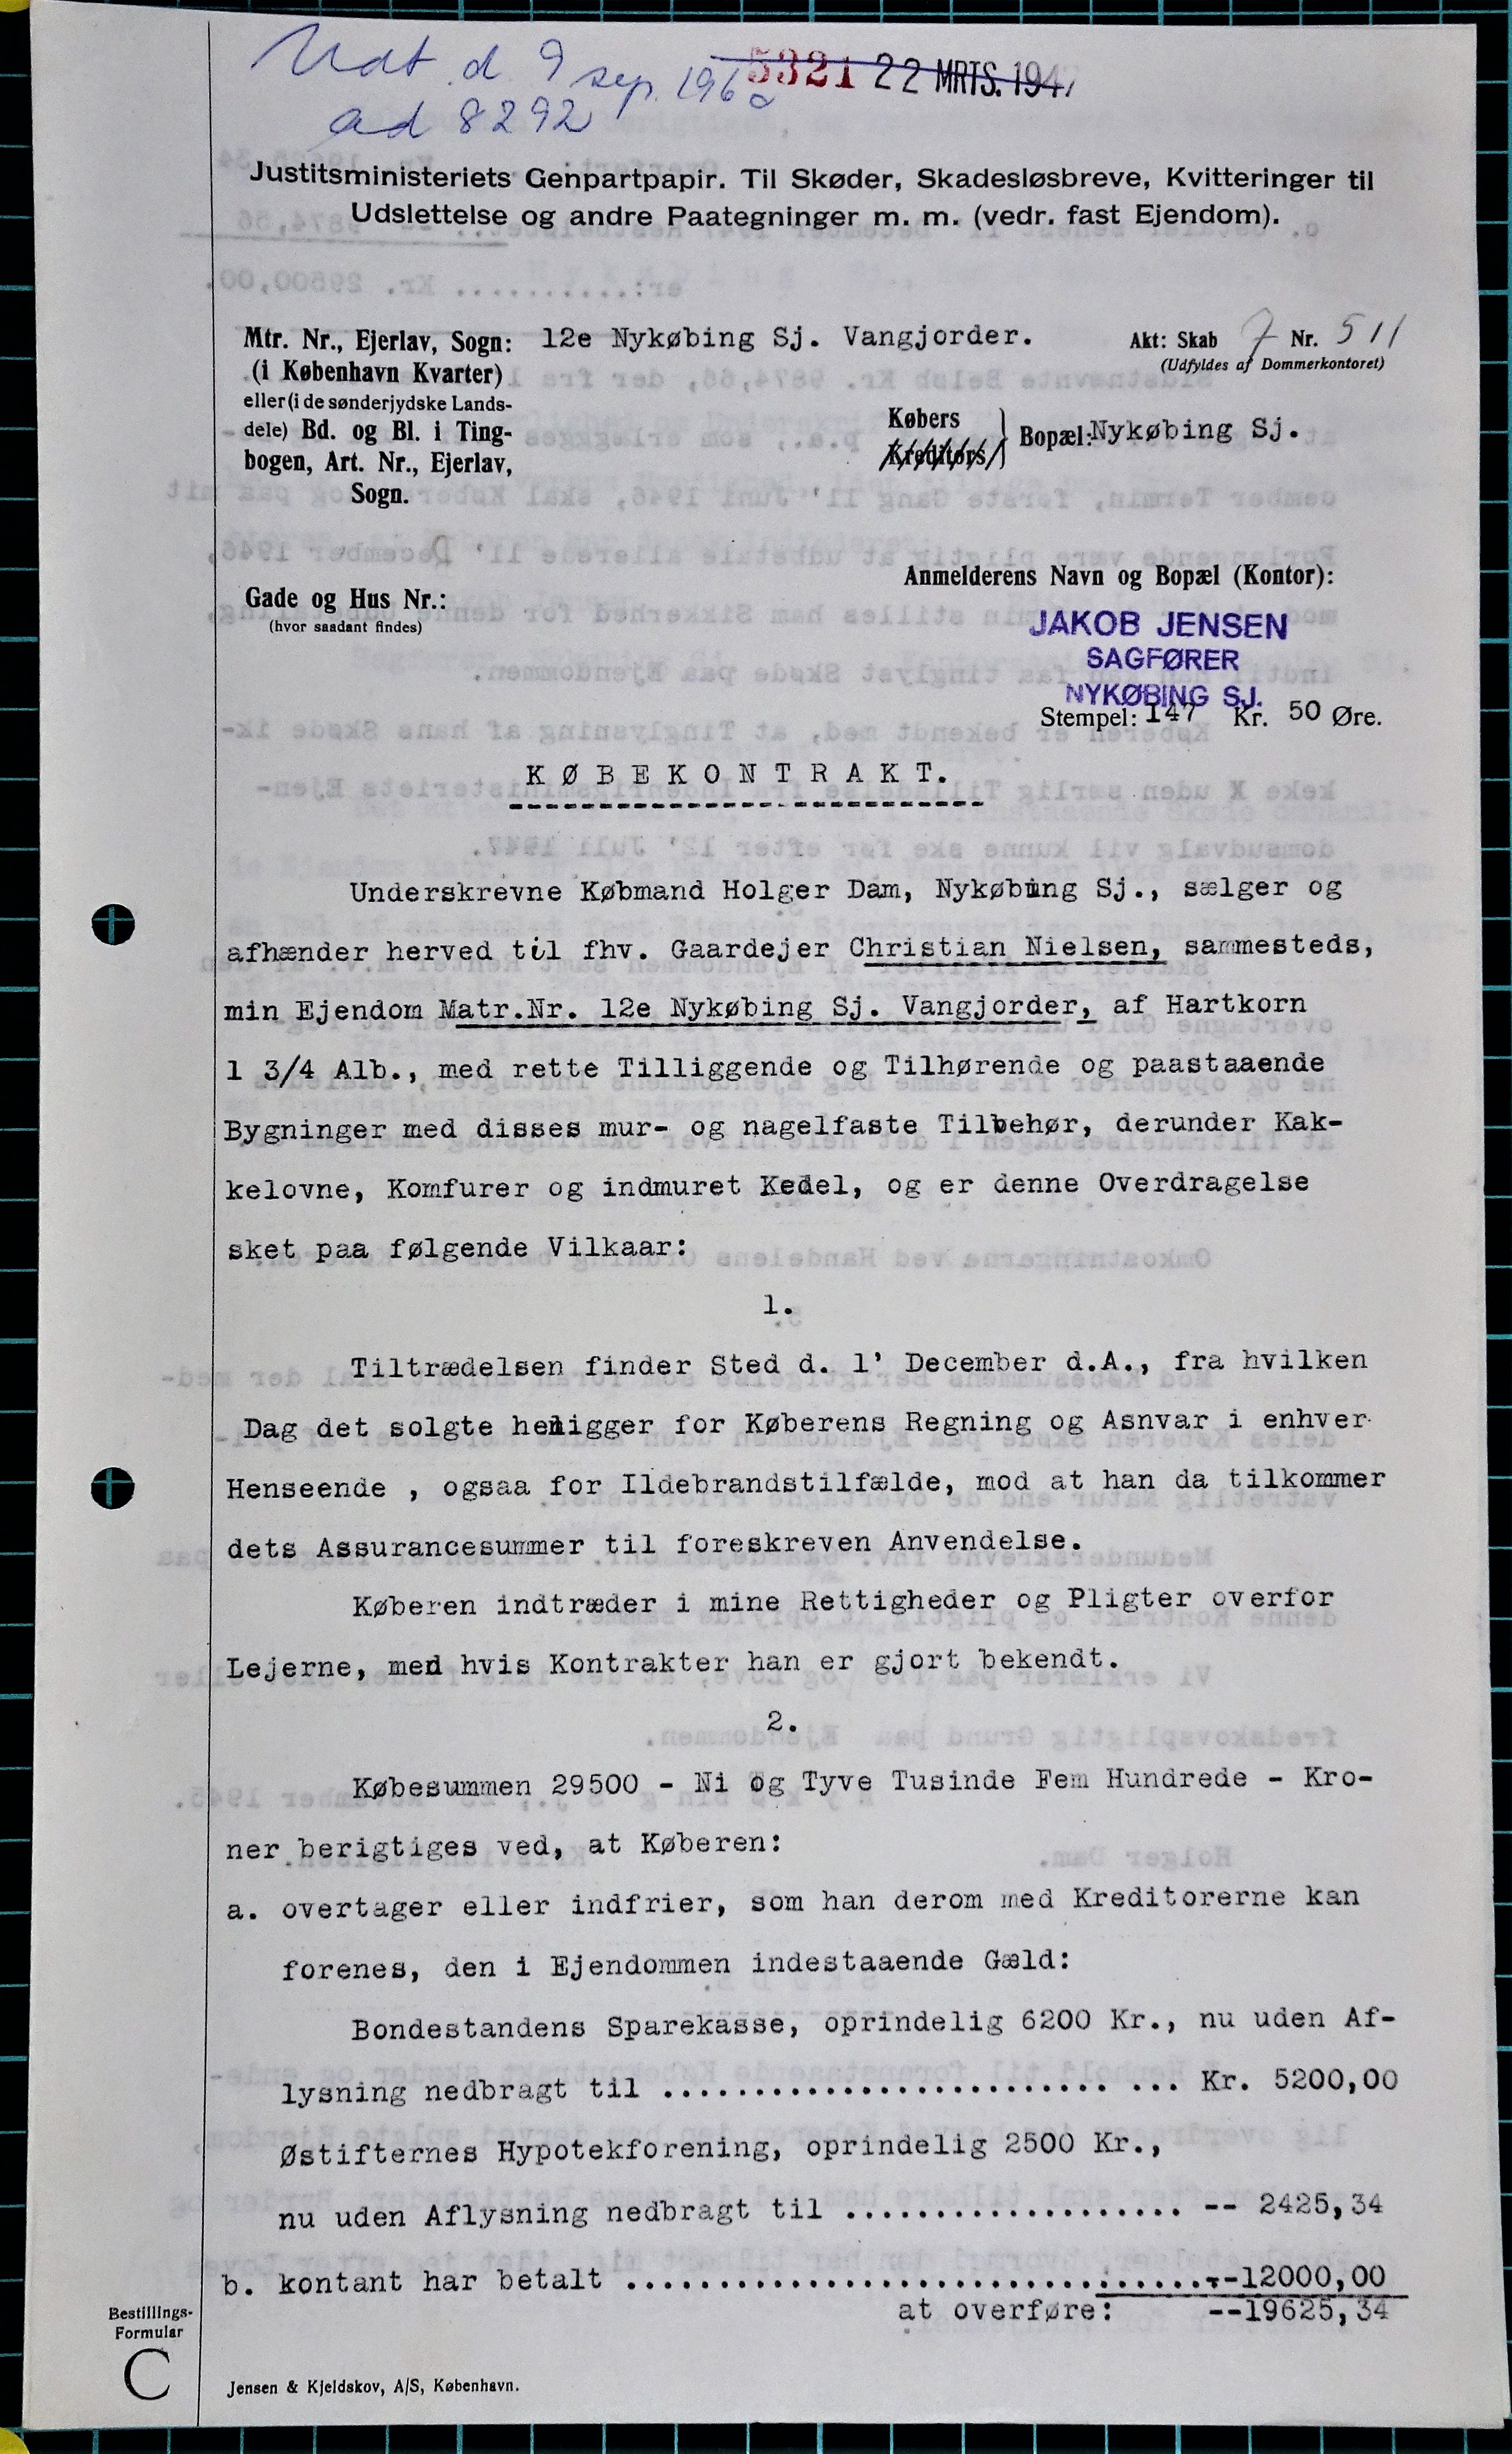 Udt d 9 sep. 1960
ad 8292
5321 22 MRTS. 1947
Justitsministeriets Genpartpapir. Til Skøder, Skadesløsbreve, Kvitteringer til
Udslettelse og andre Paategninger m. m. (vedr. fast Ejendom).
Mtr. Nr., Ejerlav, Sogn: 12e Nykøbing Sj. Vangjorder.
(i København Kvarter)
eller (i de sønderjydske Lands-
dele) Bd. og Bl. i Ting-
bogen, Art. Nr., Ejerlav,
Sogn.
Akt: Skab 7 Nr. 511
(Udfyldes af Dommerkontoret)
Købers
Kreditors
Bopæl: Nykøbing Sj.
Gade og Hus Nr.:
(hvor saadant findes)
Anmelderens Navn og Bopæl (Kontor):
JAKOB JENSEN
SAGFØRER
NYKØBING SJ.
Stempel: 147 Kr. 50 Øre.
KØBEKONTRAKT.
Underskrevne Købmand Holger Dam, Nykøbing Sj., sælger og
afhænder herved til fhv. Gaardejer Christian Nielsen, sammesteds,
min Ejendom Matr.Nr. 12e Nykøbing Sj. Vangjorder, af Hartkorn
1 3/4 Alb., med rette Tilliggende og Tilhørende og paastaaende
Bygninger med disses mur- og nagelfaste Tilbehør, derunder Kak-
kelovne, Komfurer og indmuret Kedel, og er denne Overdragelse
sket paa følgende Vilkaar:
1.
Tiltrædelsen finder Sted d. 1' December d.A., fra hvilken
Dag det solgte henligger for Køberens Regning og Asnvar i enhver
Henseende , ogsaa for Ildebrandstilfælde, mod at han da tilkommer
dets Assurancesummer til foreskreven Anvendelse.
Køberen indtræder i mine Rettigheder og Pligter overfor
Lejerne, med hvis Kontrakter han er gjort bekendt.
2.
Købesummen 29500 - Ni og Tyve Tusinde Fem Hundrede - Kro-
ner berigtiges ved, at Køberen:
a. overtager eller indfrier, som han derom med Kreditorerne kan
forenes, den i Ejendommen indestaaende Gæld:
Bondestandens Sparekasse, oprindelig 6200 Kr., nu uden Af-
lysning nedbragt til ............................ Kr. 5200,00
Østifternes Hypotekforening, oprindelig 2500 Kr.,
nu uden Aflysning nedbragt til ................... -- 2425,34
b. kontant har betalt ................................--12000,00
at overføre: --19625,34
Bestillings-
Formular
C
Jensen & Kjeldskov, A/S, København.